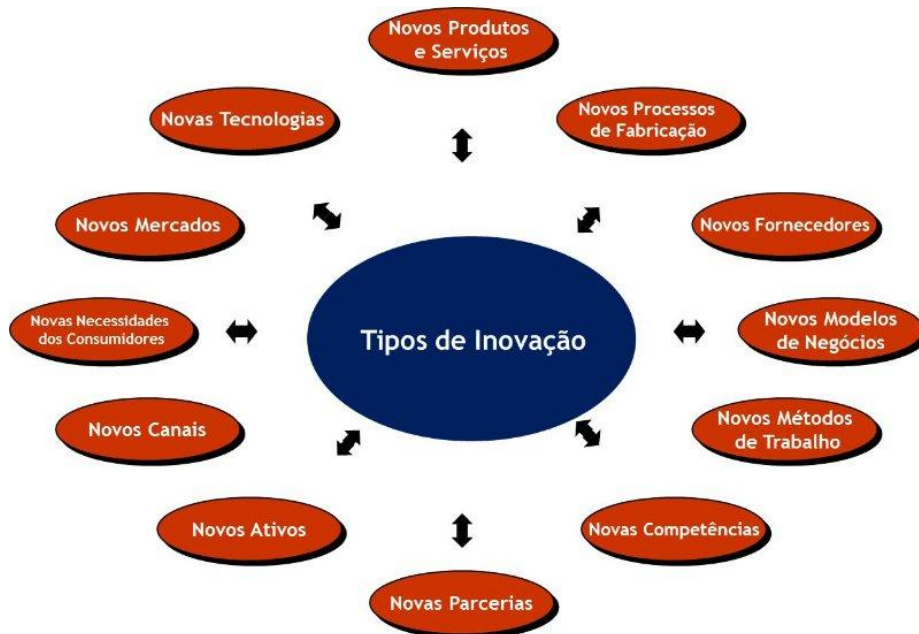 Novos Produtos
e Serviços
Novas Tecnologias
Novos Processos
de Fabricação
Novos Mercados
Novos Fornecedores
Novas Necessidades
dos Consumidores
Tipos de Inovação
Novos Modelos
de Negócios
Novos Canais
Novos Métodos
de Trabalho
Novos Ativos
Novas Competências
Novas Parcerias